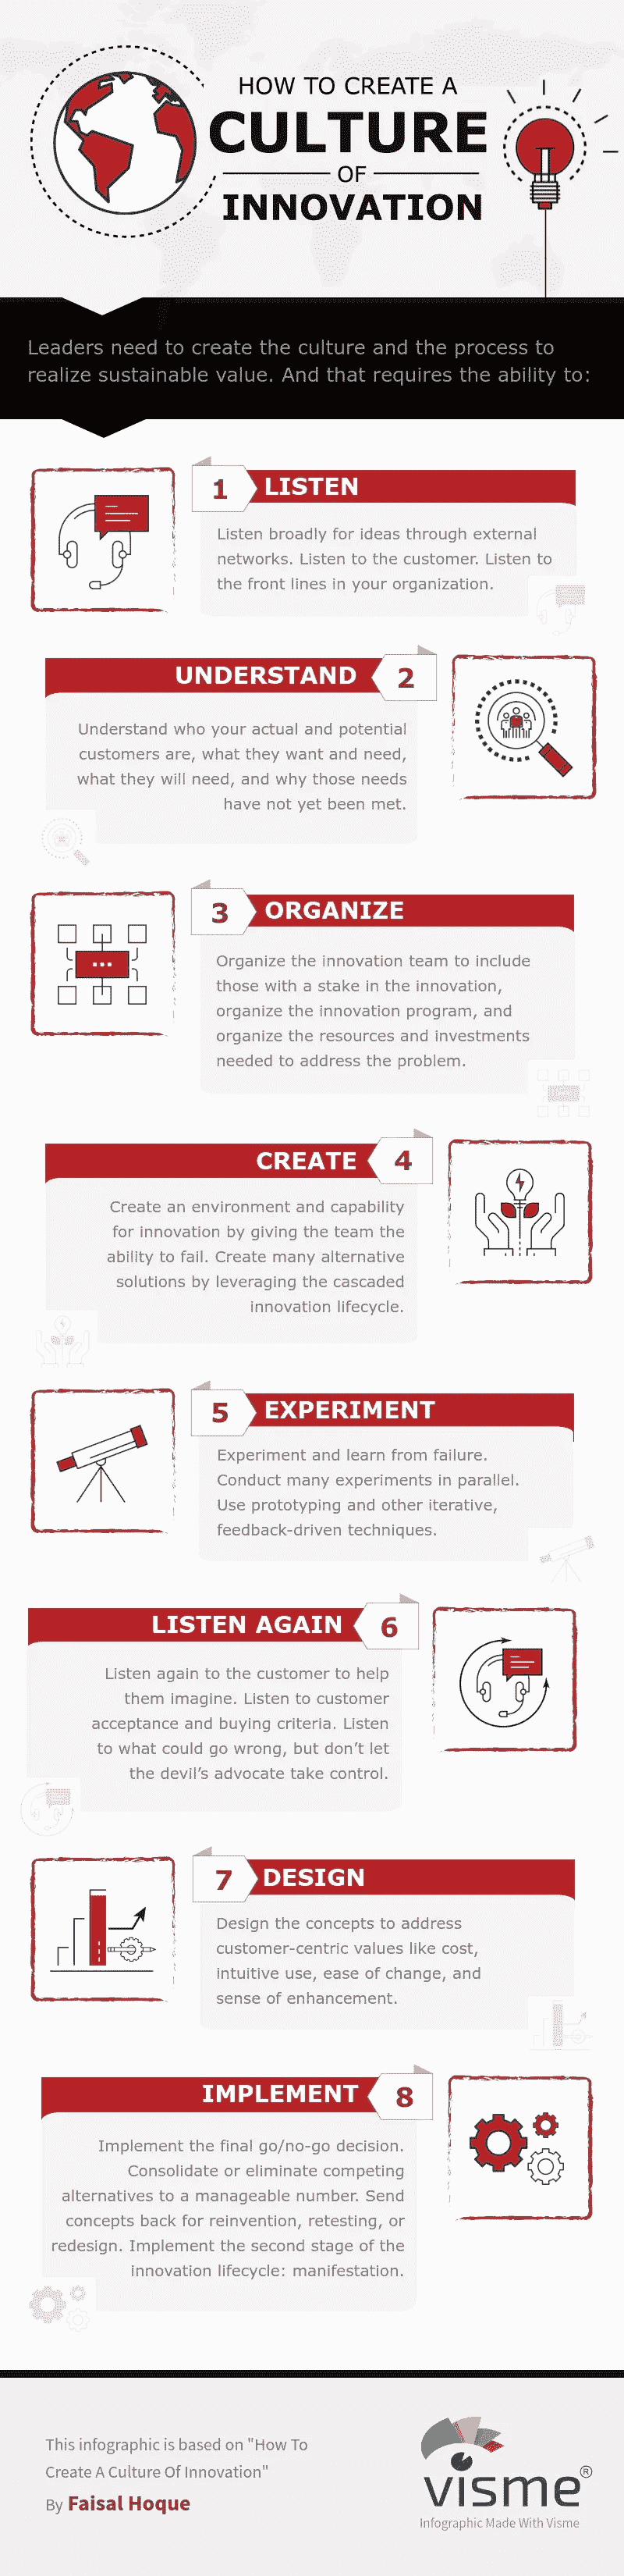 HOW TO CREATE A
CULTURE
OF
INNOVATION
Leaders need to create the culture and the process to
realize sustainable value. And that requires the ability to:
1 LISTEN
Listen broadly for ideas through external
networks. Listen to the customer. Listen to
the front lines in your organization.
UNDERSTAND 2
Understand who your actual and potential
customers are, what they want and need,
what they will need, and why those needs
have not yet been met.
3 ORGANIZE
Organize the innovation team to include
those with a stake in the innovation,
organize the innovation program, and
organize the resources and investments
needed to address the problem.
CREATE 4
Create an environment and capability
for innovation by giving the team the
ability to fail. Create many alternative
solutions by leveraging the cascaded
innovation lifecycle.
5 EXPERIMENT
Experiment and learn from failure.
Conduct many experiments in parallel.
Use prototyping and other iterative,
feedback-driven techniques.
LISTEN AGAIN 6
Listen again to the customer to help
them imagine. Listen to customer
acceptance and buying criteria. Listen
to what could go wrong, but don’t let
the devil’s advocate take control.
7 DESIGN
Design the concepts to address
customer-centric values like cost,
intuitive use, ease of change, and
sense of enhancement.
IMPLEMENT 8
Implement the final go/no-go decision.
Consolidate or eliminate competing
alternatives to a manageable number. Send
concepts back for reinvention, retesting, or
redesign. Implement the second stage of the
innovation lifecycle: manifestation.
This infographic is based on "How To
Create A Culture Of Innovation"
By Faisal Hoque
visme®
Infographic Made With Visme